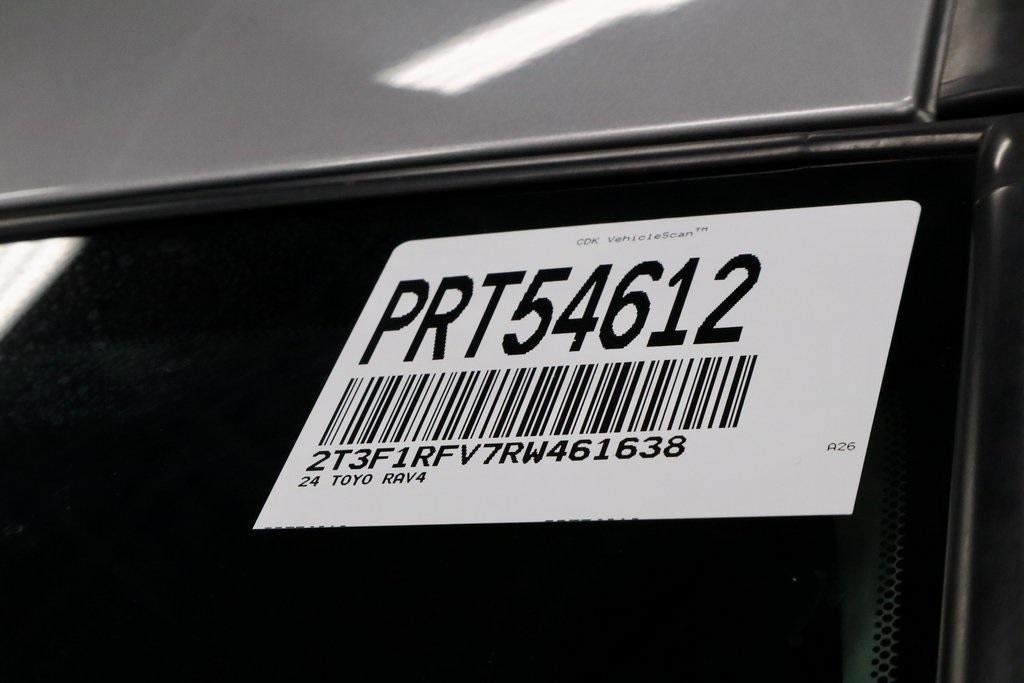 CDK VehicleScan™
PRT54612
2T3F1RFV7RW461638
24 TOYO RAV4
A26